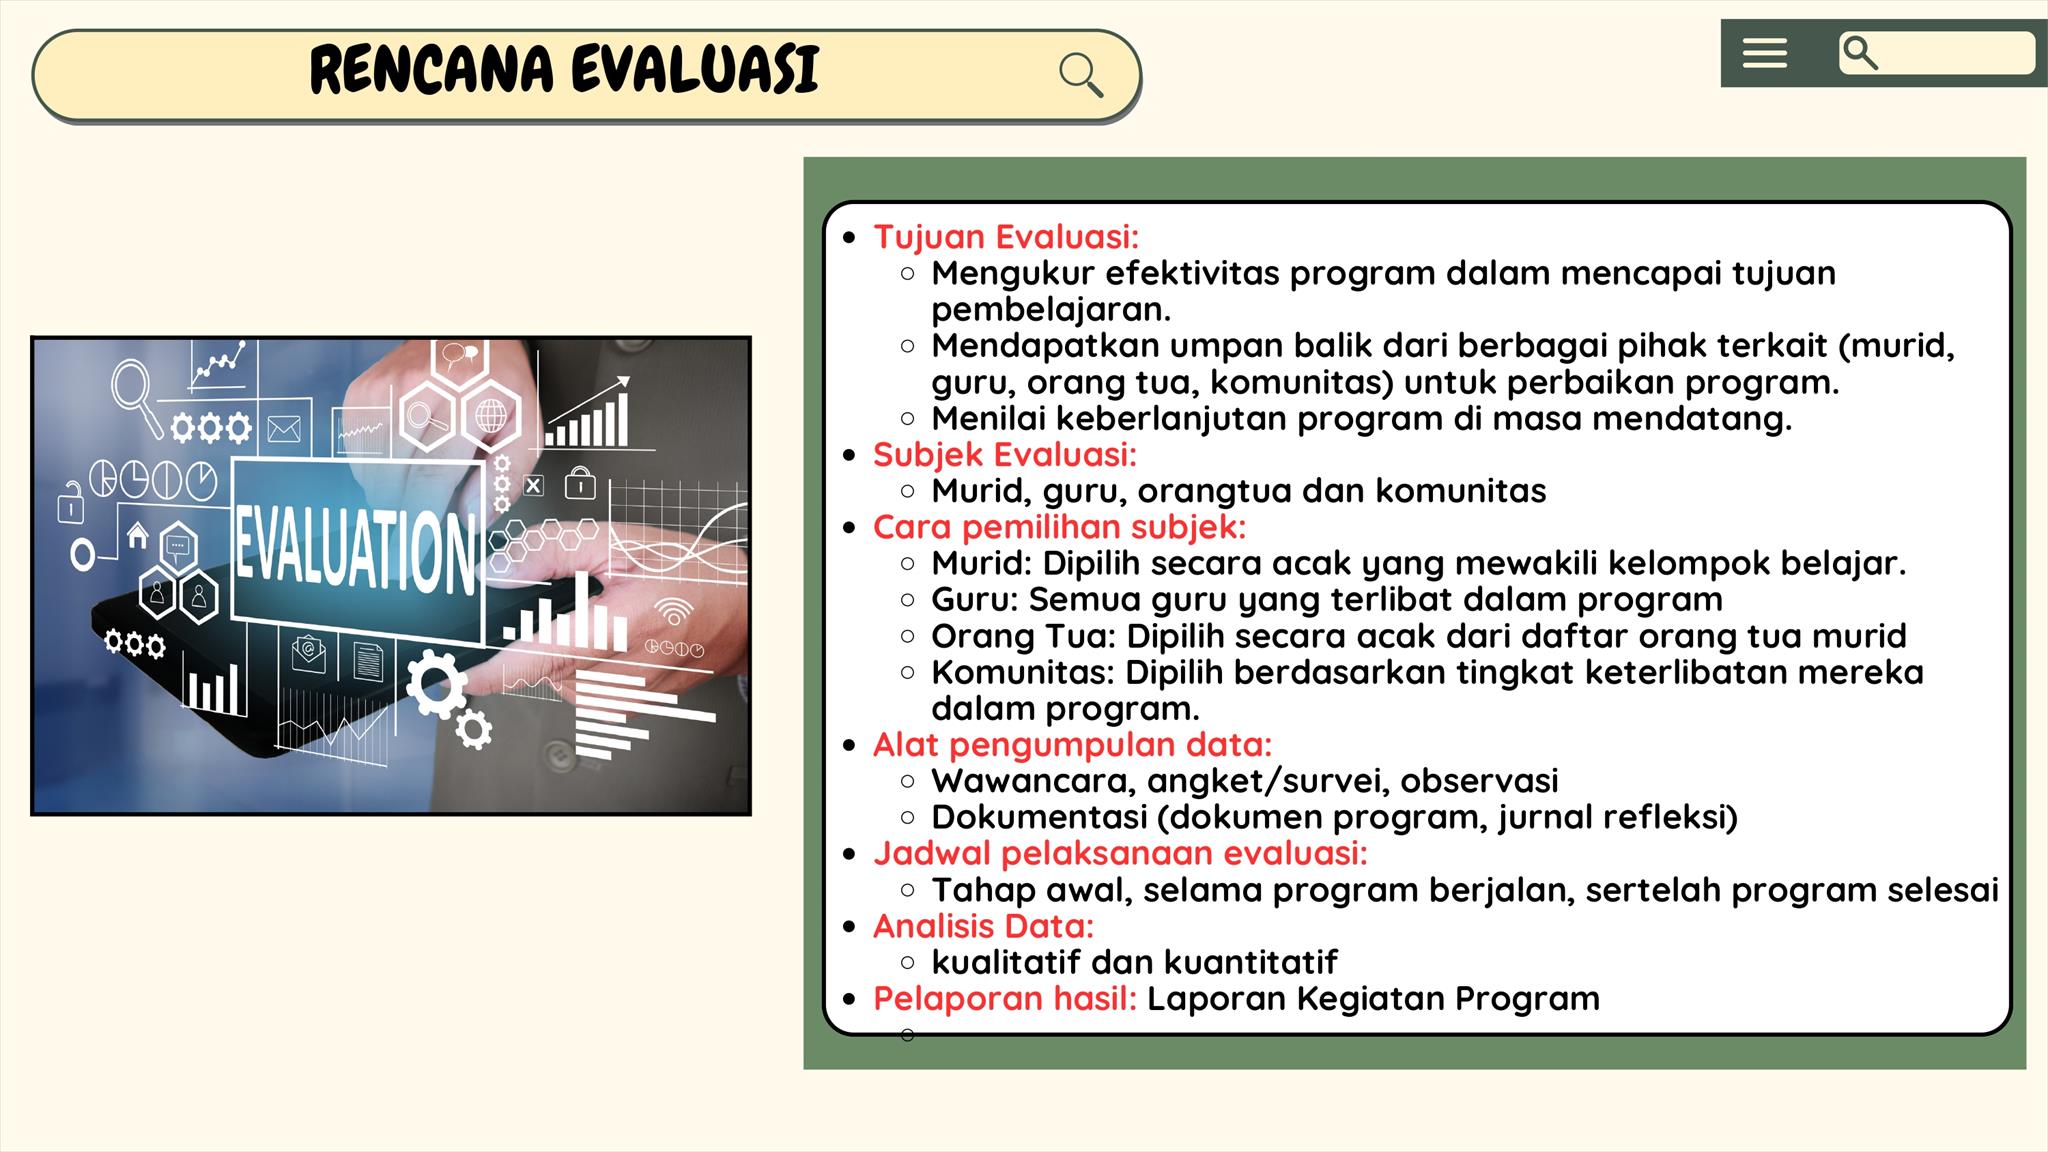 RENCANA EVALUASI
EVALUATION
Tujuan Evaluasi:
Mengukur efektivitas program dalam mencapai tujuan
pembelajaran.
Mendapatkan umpan balik dari berbagai pihak terkait (murid,
guru, orang tua, komunitas) untuk perbaikan program.
Menilai keberlanjutan program di masa mendatang.
Subjek Evaluasi:
Murid, guru, orangtua dan komunitas
Cara pemilihan subjek:
Murid: Dipilih secara acak yang mewakili kelompok belajar.
Guru: Semua guru yang terlibat dalam program
Orang Tua: Dipilih secara acak dari daftar orang tua murid
Komunitas: Dipilih berdasarkan tingkat keterlibatan mereka
dalam program.
Alat pengumpulan data:
Wawancara, angket/survei, observasi
Dokumentasi (dokumen program, jurnal refleksi)
Jadwal pelaksanaan evaluasi:
Tahap awal, selama program berjalan, sertelah program selesai
Analisis Data:
kualitatif dan kuantitatif
Pelaporan hasil: Laporan Kegiatan Program